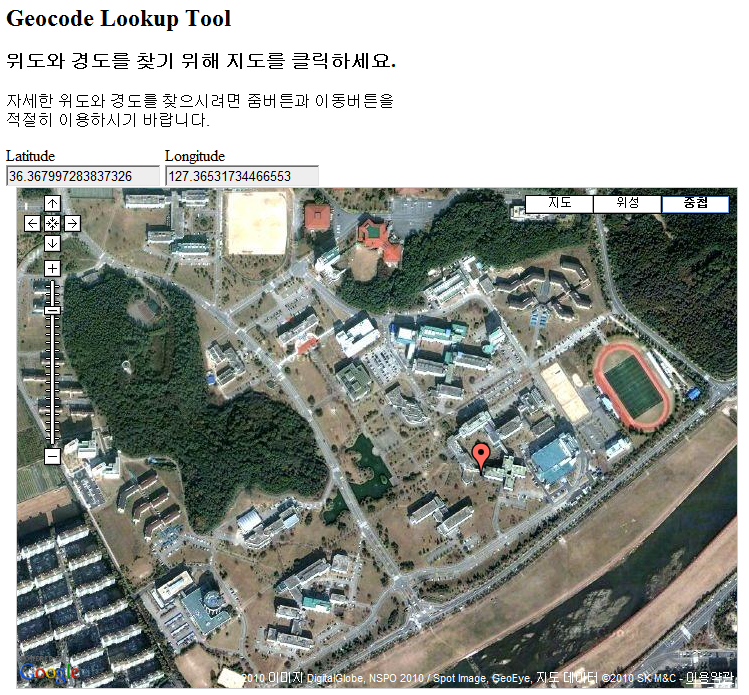 Geocode Lookup Tool
위도와 경도를 찾기 위해 지도를 클릭하세요.
자세한 위도와 경도를 찾으시려면 줌버튼과 이동버튼을
적절히 이용하시기 바랍니다.
Latitude Longitude
36.367997283837326 127.36531734466553
지도 위성 중첩
Google
2010 이미지 DigitalGlobe, NSPO 2010 / Spot Image, GeoEye, 지도 데이터 ©2010 SK M&C - 이용약관